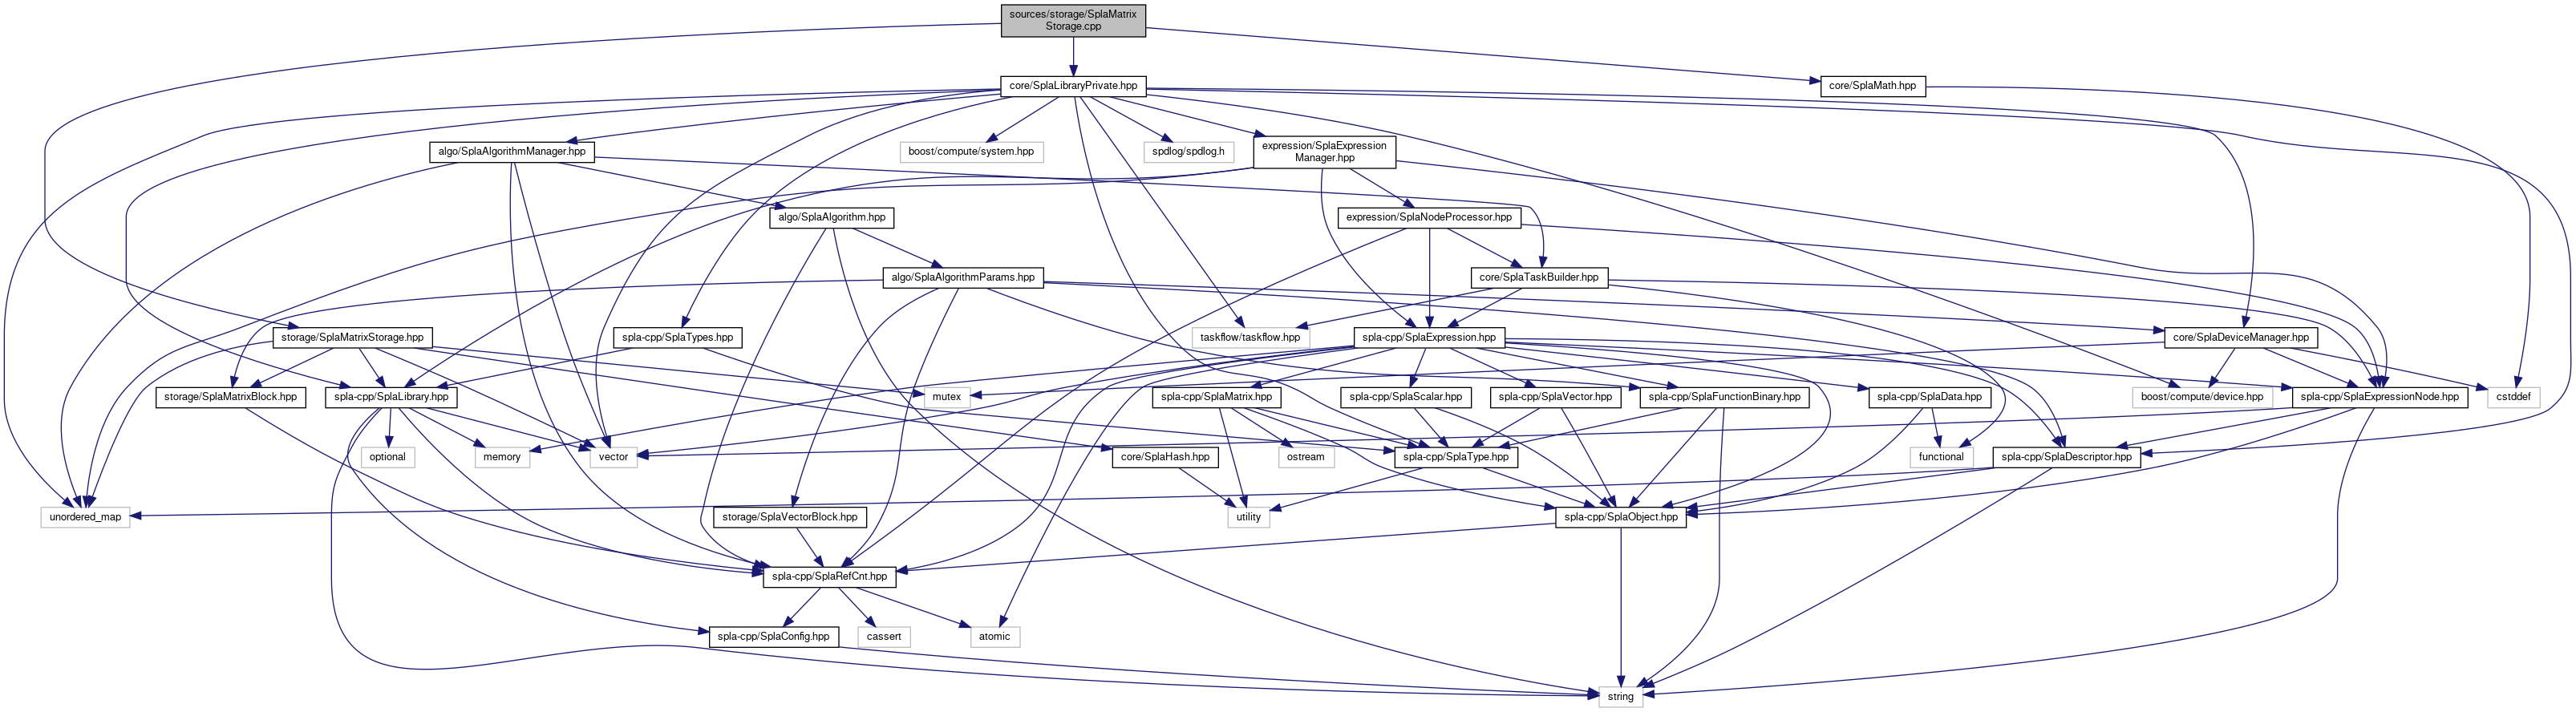 sources/storage/SplaMatrix
Storage.cpp
core/SplaLibraryPrivate.hpp
core/SplaMath.hpp
algo/SplaAlgorithmManager.hpp
boost/compute/system.hpp
spdlog/spdlog.h
expression/SplaExpression
Manager.hpp
algo/SplaAlgorithm.hpp
expression/SplaNodeProcessor.hpp
algo/SplaAlgorithmParams.hpp
core/SplaTaskBuilder.hpp
storage/SplaMatrixStorage.hpp
spla-cpp/SplaTypes.hpp
taskflow/taskflow.hpp
spla-cpp/SplaExpression.hpp
core/SplaDeviceManager.hpp
storage/SplaMatrixBlock.hpp
spla-cpp/SplaLibrary.hpp
mutex
spla-cpp/SplaMatrix.hpp
spla-cpp/SplaScalar.hpp
spla-cpp/SplaVector.hpp
spla-cpp/SplaFunctionBinary.hpp
spla-cpp/SplaData.hpp
boost/compute/device.hpp
spla-cpp/SplaExpressionNode.hpp
cstddef
optional
memory
vector
core/SplaHash.hpp
ostream
spla-cpp/SplaType.hpp
functional
spla-cpp/SplaDescriptor.hpp
unordered_map
storage/SplaVectorBlock.hpp
utility
spla-cpp/SplaObject.hpp
spla-cpp/SplaRefCnt.hpp
spla-cpp/SplaConfig.hpp
cassert
atomic
string